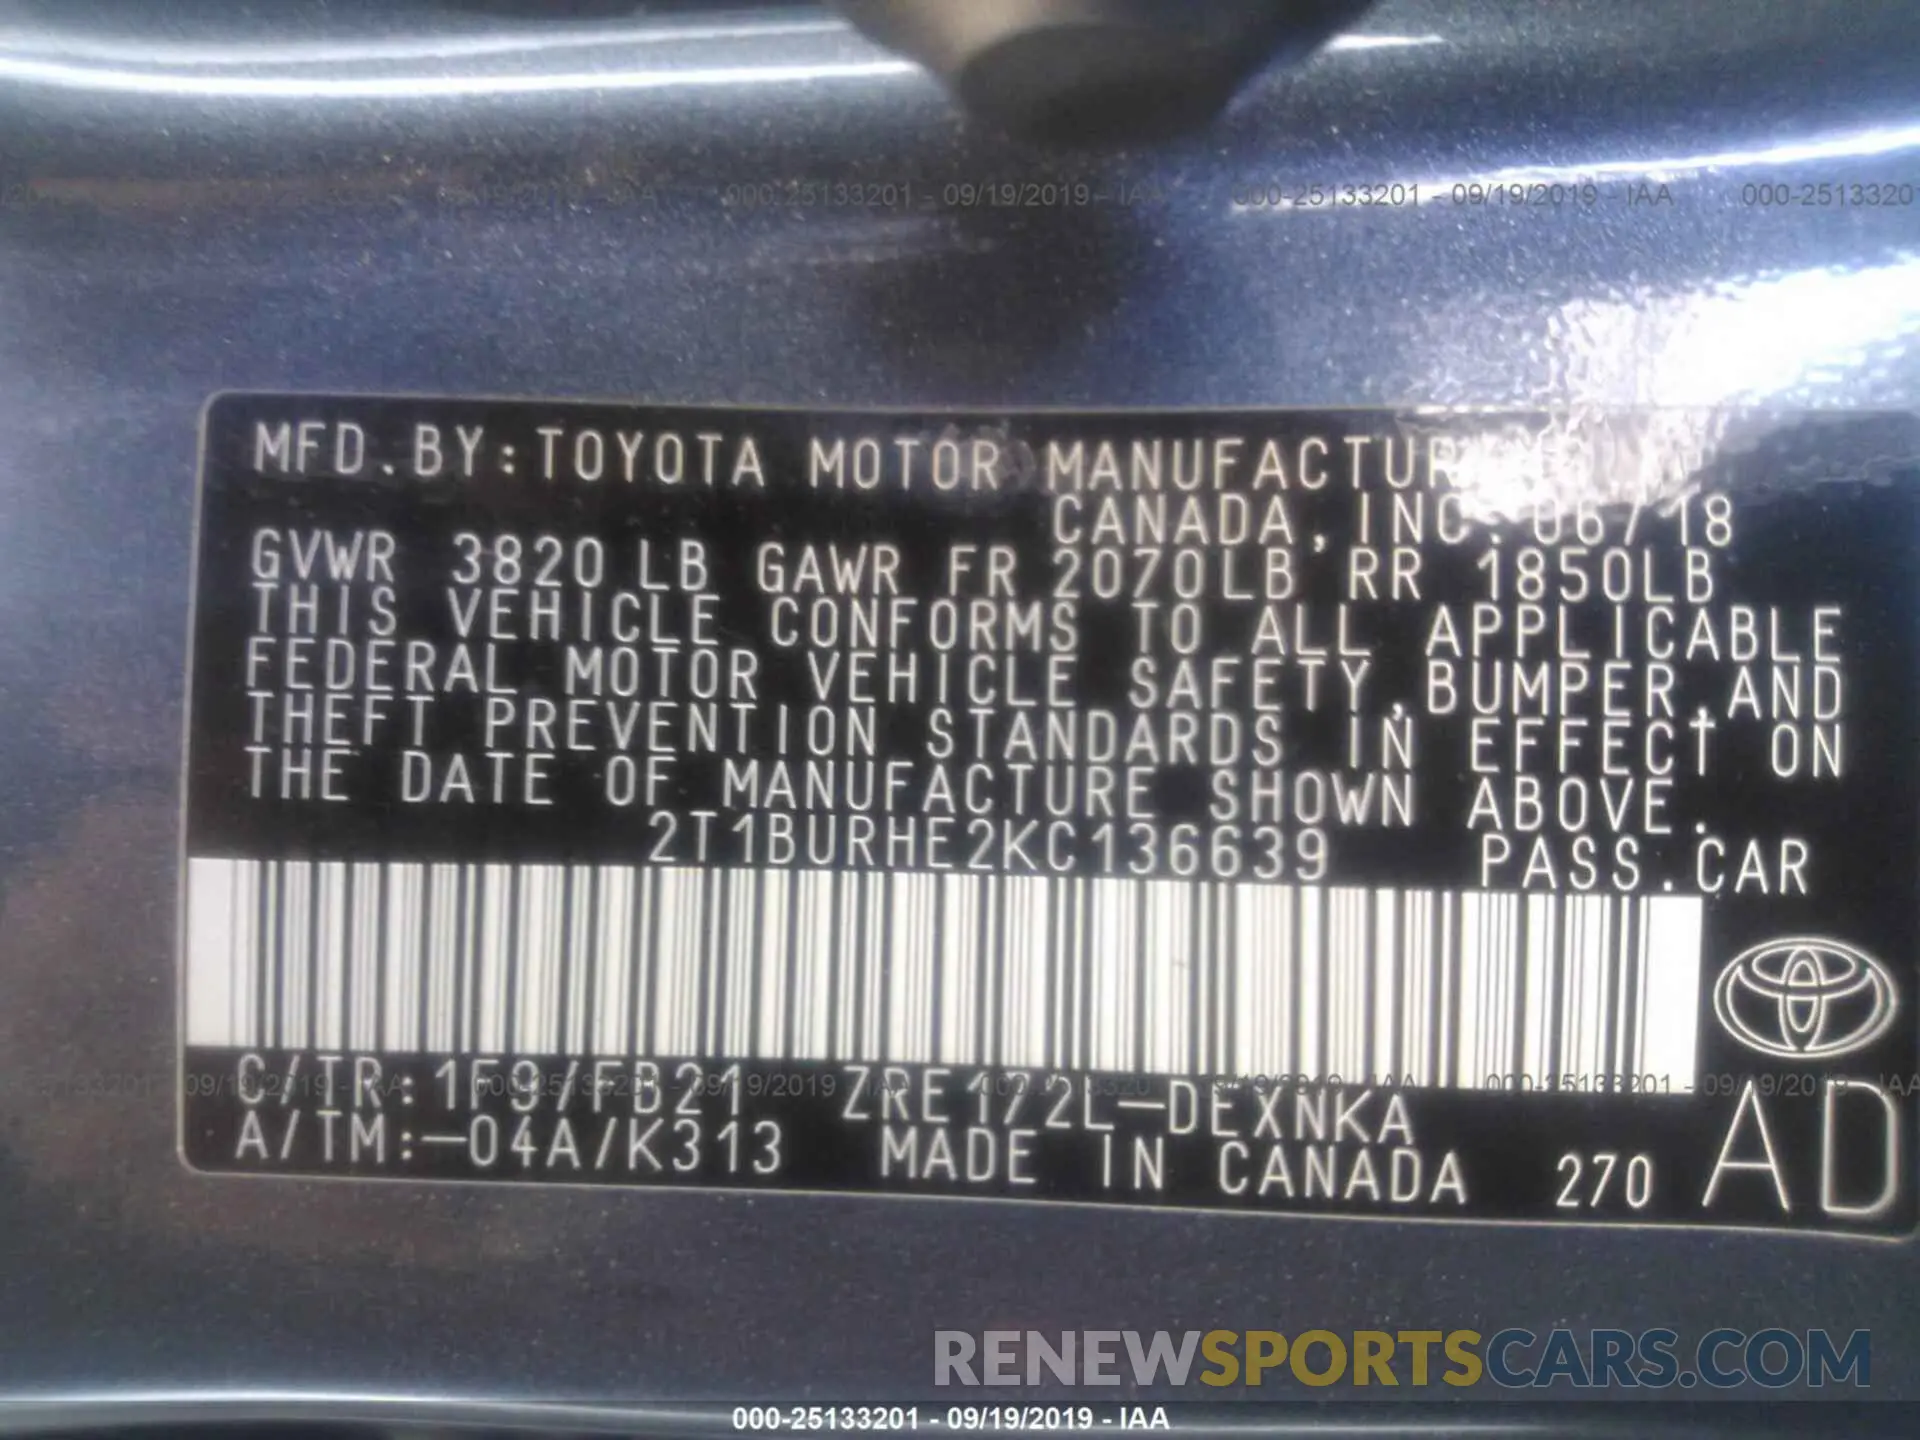 000-25133201 - 09/19/2019 - IAA 000-25133201 - 09/19/2019 - IAA
MFD.BY:TOYOTA MOTOR MANUFACTUR
CANADA,INC. 06/18
GVWR 3820 LB GAWR FR 2070LB RR 1850LB
THIS VEHICLE CONFORMS TO ALL APPLICABLE
FEDERAL MOTOR VEHICLE SAFETY,BUMPER,AND
THEFT PREVENTION STANDARDS IN EFFECT ON
THE DATE OF MANUFACTURE SHOWN ABOVE.
2T1BURHE2KC136639 PASS.CAR
C/TR:1F9/FB21 ZRE172L-DEXNKA
A/TM:-04A/K313 MADE IN CANADA 270 AD
RENEWSPORTSCARS.COM
000-25133201 - 09/19/2019 - IAA